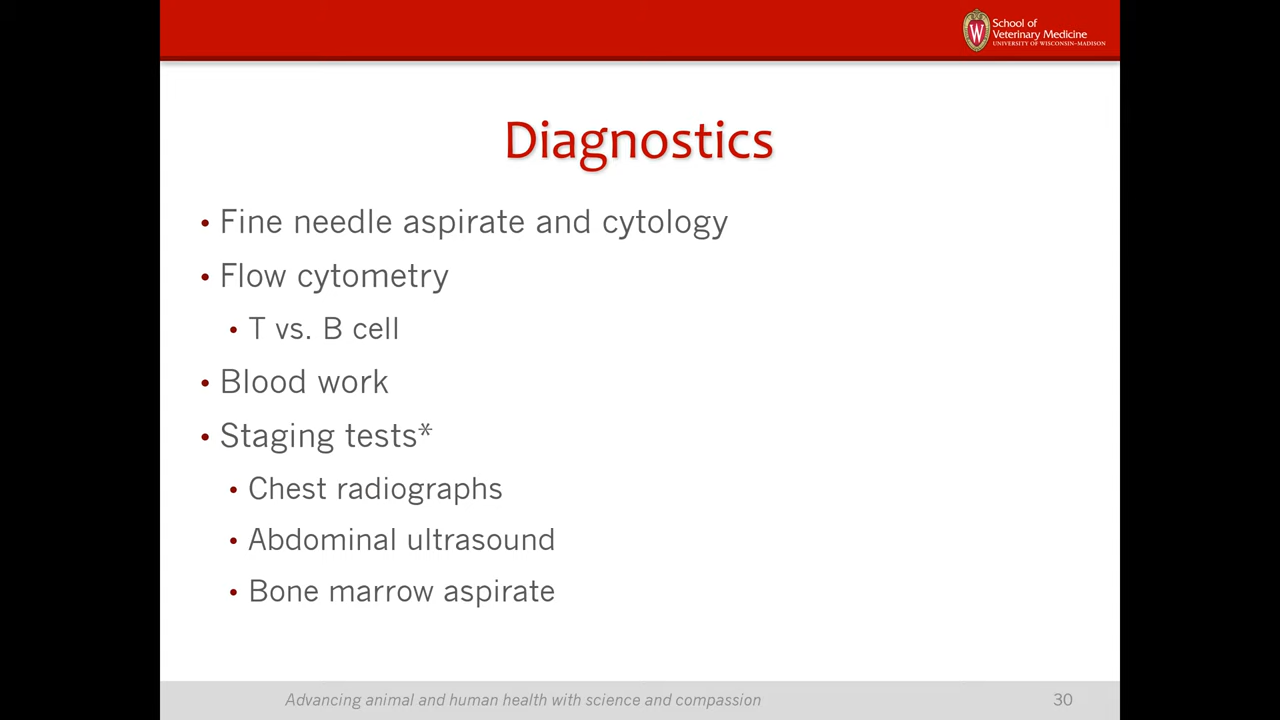 School of
Veterinary Medicine
UNIVERSITY OF WISCONSIN-MADISON
Diagnostics
• Fine needle aspirate and cytology
• Flow cytometry
• T vs. B cell
• Blood work
• Staging tests*
• Chest radiographs
• Abdominal ultrasound
• Bone marrow aspirate
Advancing animal and human health with science and compassion
30